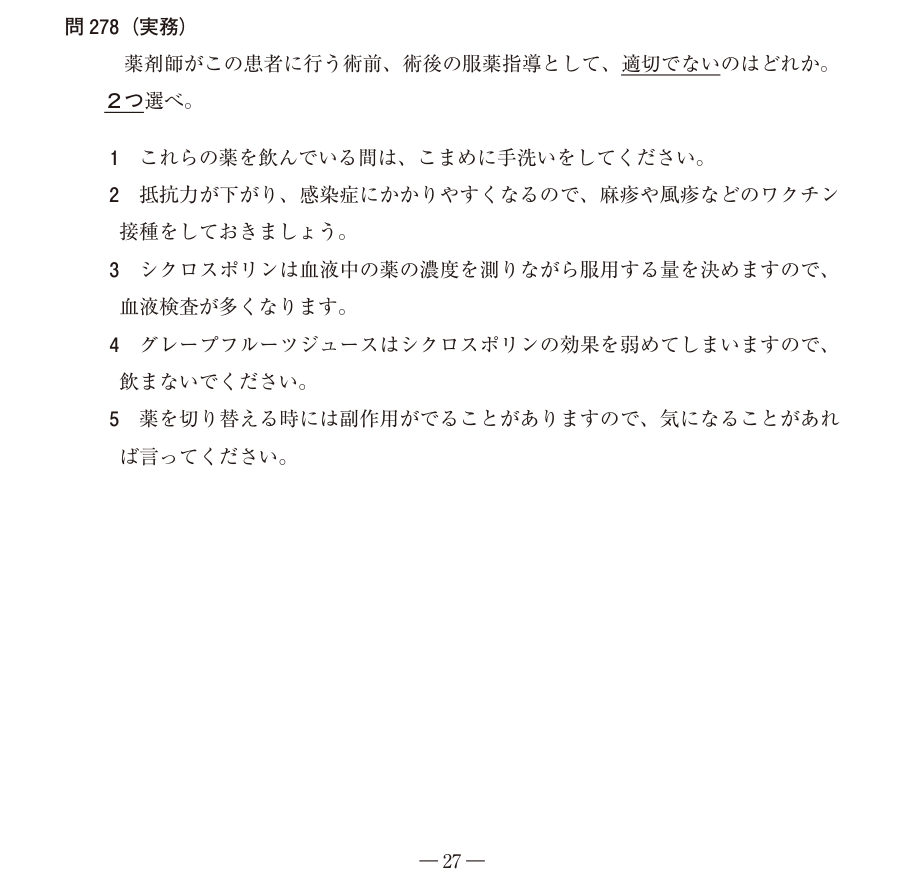 問 278（実務）
薬剤師がこの患者に行う術前、術後の服薬指導として、適切でないのはどれか。
２つ選べ。
1　これらの薬を飲んでいる間は、こまめに手洗いをしてください。
2　抵抗力が下がり、感染症にかかりやすくなるので、麻疹や風疹などのワクチン
接種をしておきましょう。
3　シクロスポリンは血液中の薬の濃度を測りながら服用する量を決めますので、
血液検査が多くなります。
4　グレープフルーツジュースはシクロスポリンの効果を弱めてしまいますので、
飲まないでください。
5　薬を切り替える時には副作用がでることがありますので、気になることがあれ
ば言ってください。
― 27 ―